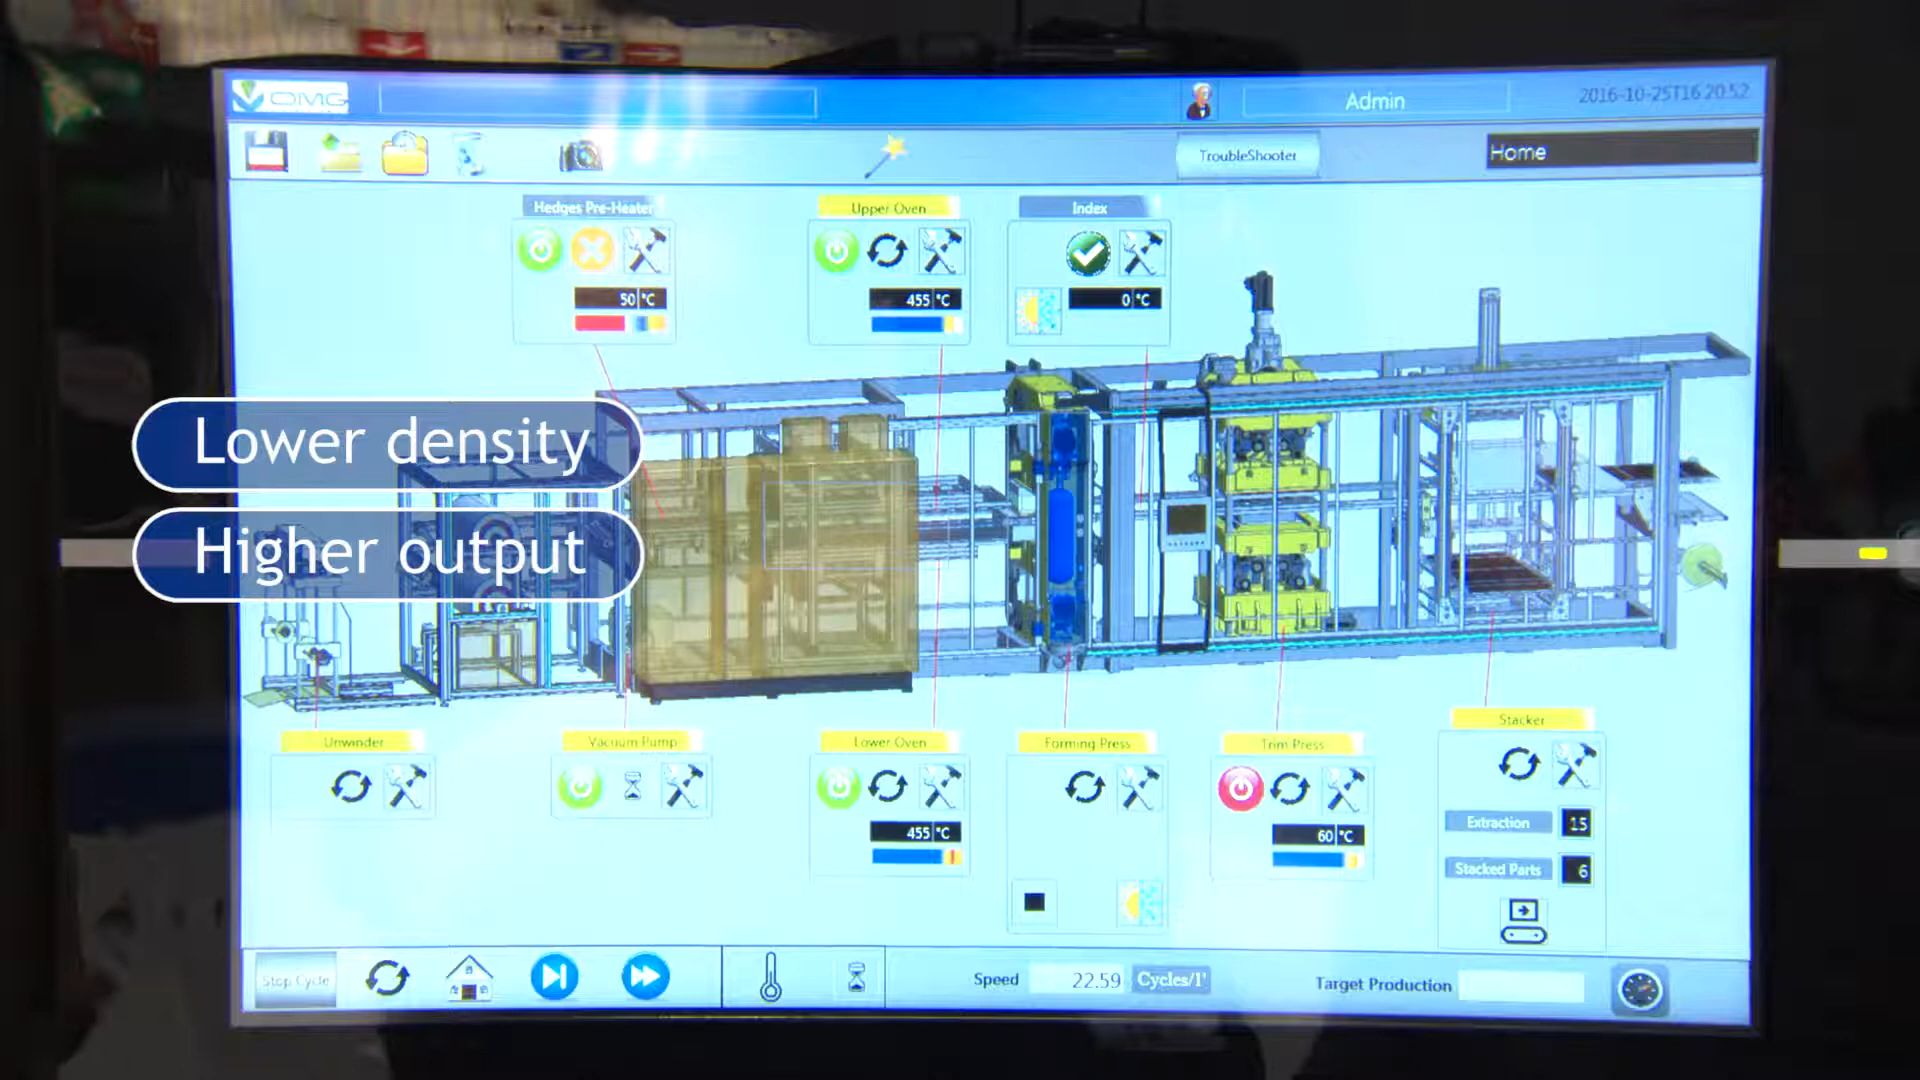 OMG
Admin
2016-10-25T16 20:52
TroubleShooter
Home
Hedges Pre-Heater
Upper Oven
Index
50 °C
455 °C
0 °C
Lower density
Higher output
Unwinder
Vacuum Pump
Lower Oven
Forming Press
Trim Press
Stacker
455 °C
60 °C
Extraction 15
Stacked Parts 6
Stop Cycle
Speed 22.59 Cycles/1'
Target Production